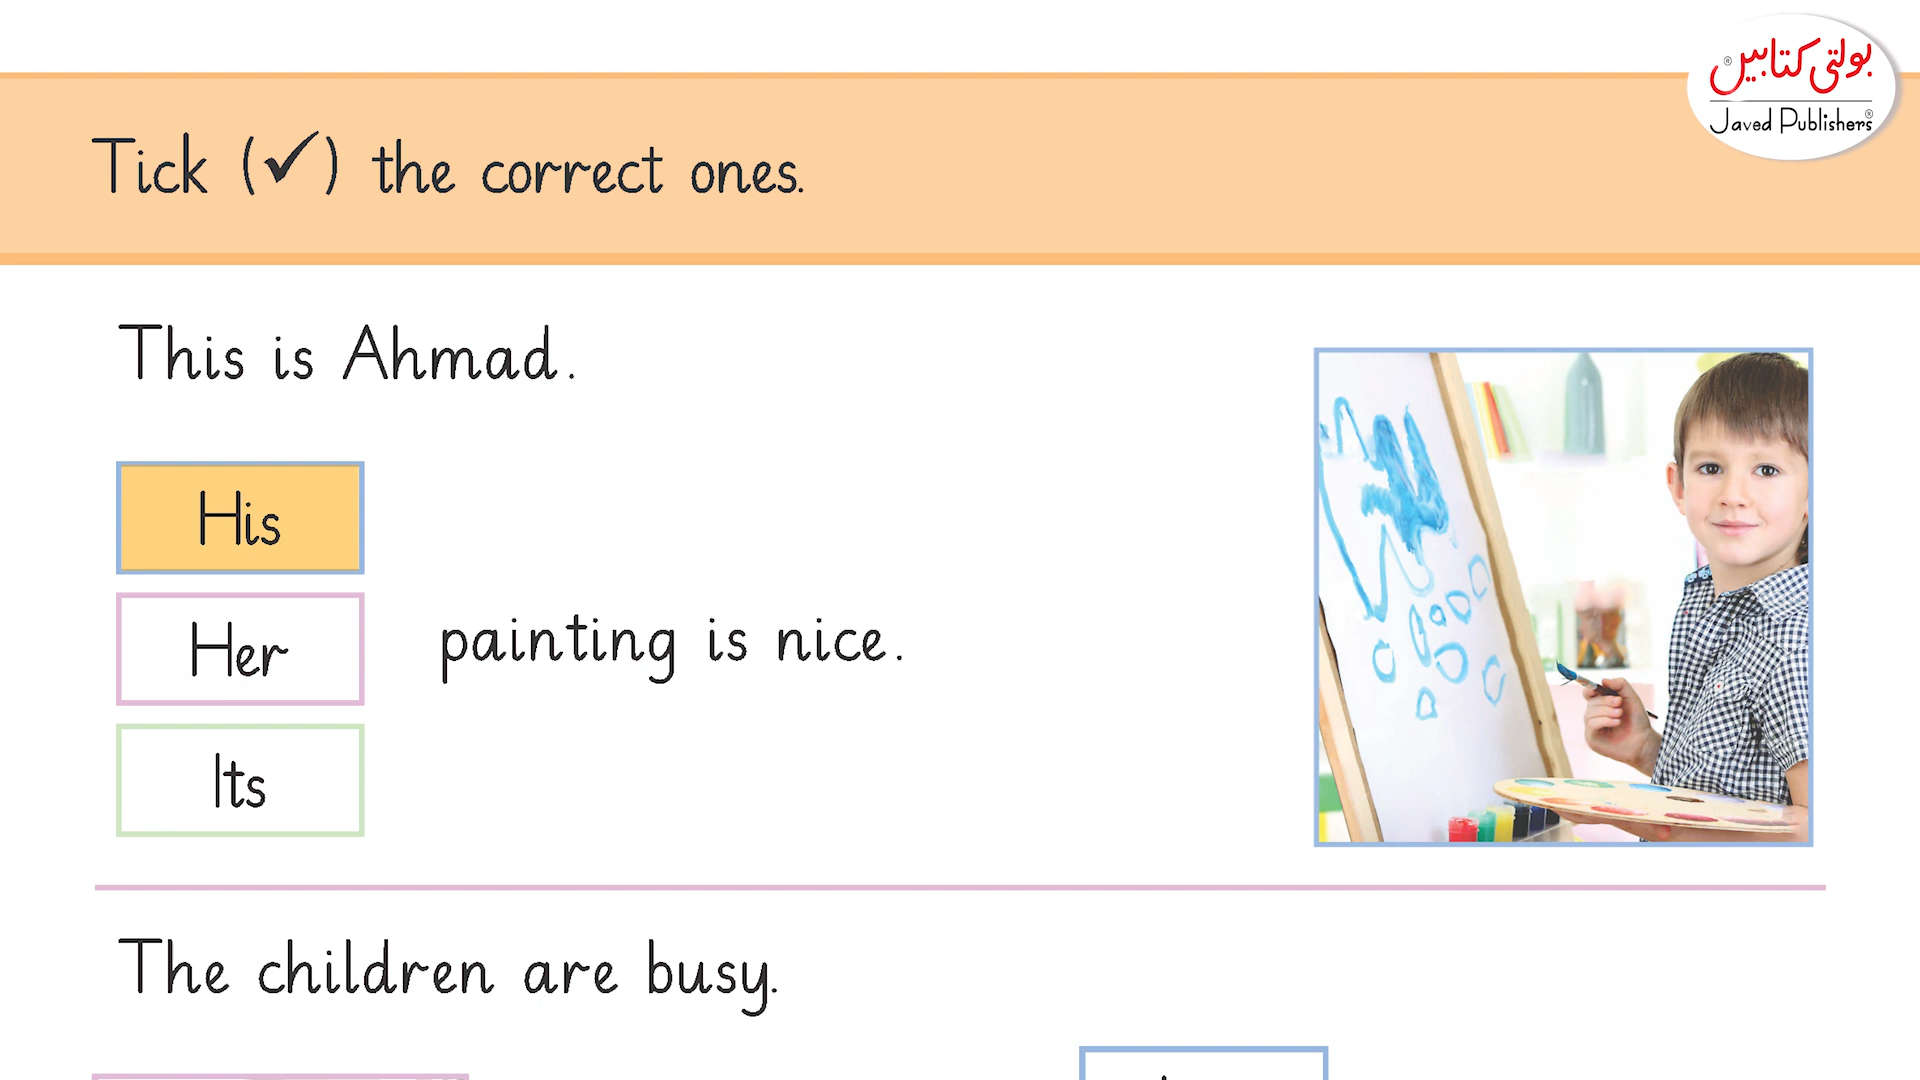 بولتی کتابیں®
Javed Publishers®
Tick (✓) the correct ones.
This is Ahmad.
His
Her
painting is nice.
Its
The children are busy.